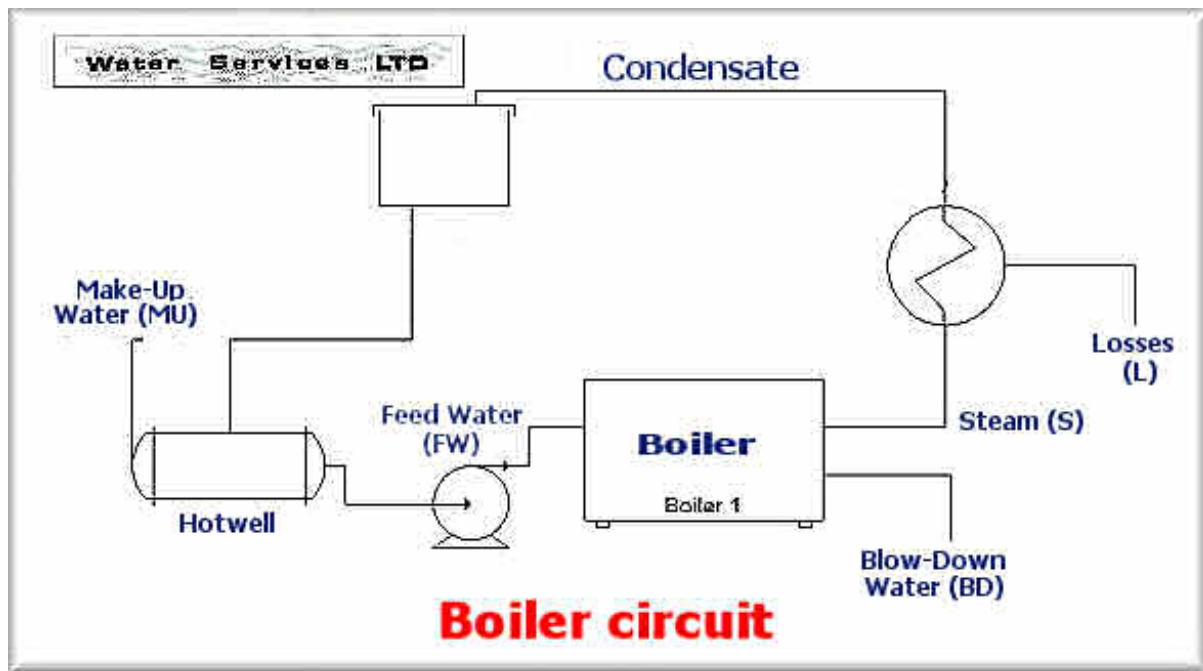 Water Services LTD
Condensate
Make-Up
Water (MU)
Losses
(L)
Feed Water
(FW)
Steam (S)
Boiler
Boiler 1
Hotwell
Blow-Down
Water (BD)
Boiler circuit